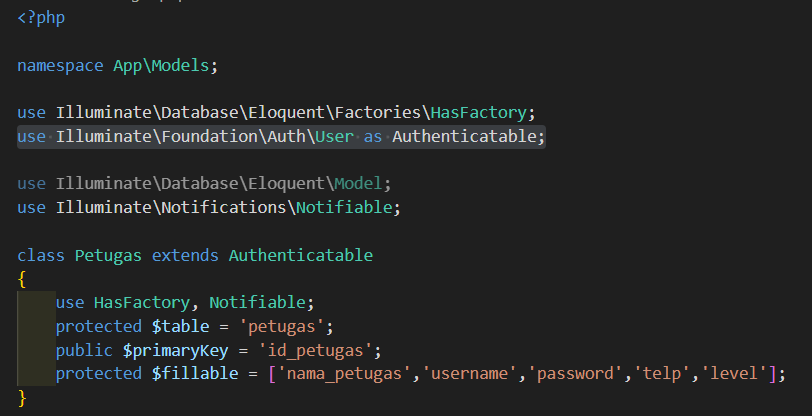 <?php
namespace App\Models;
use Illuminate\Database\Eloquent\Factories\HasFactory;
use Illuminate\Foundation\Auth\User as Authenticatable;
use Illuminate\Database\Eloquent\Model;
use Illuminate\Notifications\Notifiable;
class Petugas extends Authenticatable
{
    use HasFactory, Notifiable;
    protected $table = 'petugas';
    public $primaryKey = 'id_petugas';
    protected $fillable = ['nama_petugas','username','password','telp','level'];
}